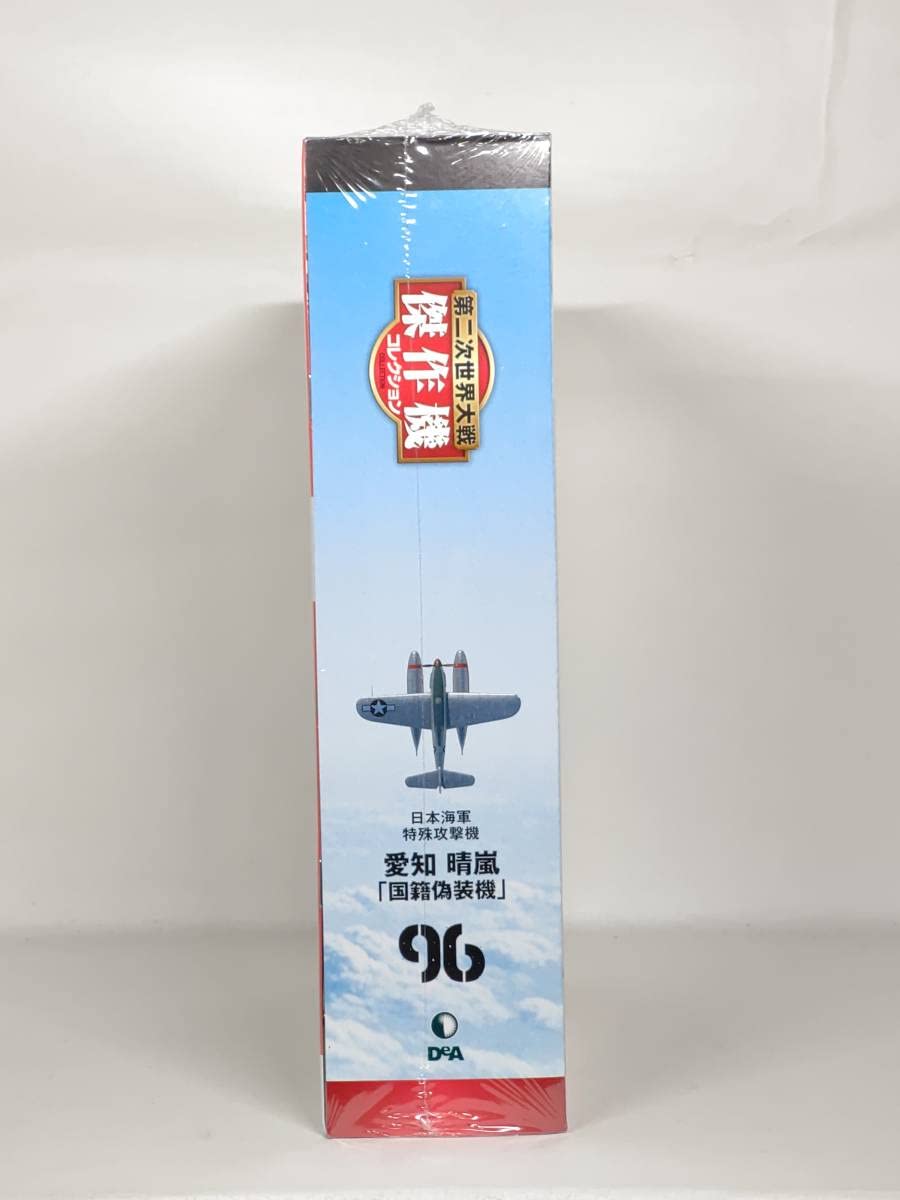 第二次世界大戦
傑作機
コレクション
COLLECTION
日本海軍
特殊攻撃機
愛知 晴嵐
「国籍偽装機」
96
DeA